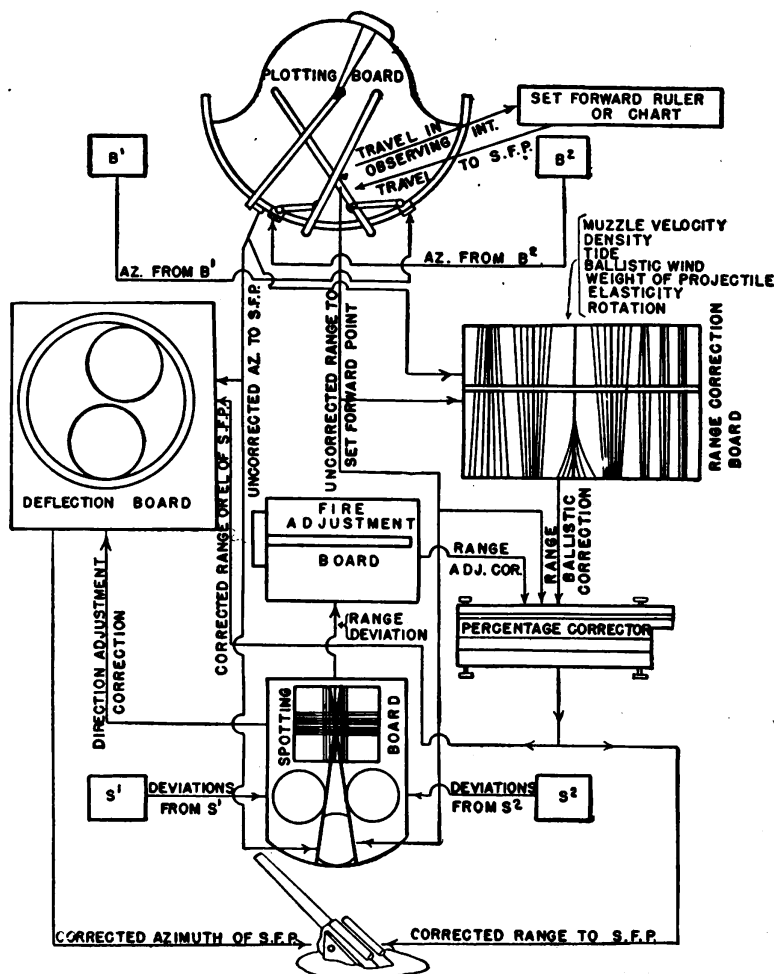 PLOTTING BOARD
SET FORWARD RULER
OR CHART
TRAVEL IN
OBSERVING INT.
TRAVEL TO S.F.P.
B¹
B²
AZ. FROM B¹
AZ. FROM B²
MUZZLE VELOCITY
DENSITY
TIDE
BALLISTIC WIND
WEIGHT OF PROJECTILE
ELASTICITY
ROTATION
RANGE CORRECTION
BOARD
DEFLECTION BOARD
UNCORRECTED AZ TO S.F.P.
UNCORRECTED RANGE TO
SET FORWARD POINT
CORRECTED RANGE OR EL OF S.F.P.
FIRE
ADJUSTMENT
BOARD
RANGE
ADJ. COR.
RANGE
BALLISTIC
CORRECTION
PERCENTAGE CORRECTOR
RANGE
DEVIATION
DIRECTION ADJUSTMENT
CORRECTION
SPOTTING
BOARD
S¹
DEVIATIONS
FROM S¹
DEVIATIONS
FROM S²
S²
CORRECTED AZIMUTH OF S.F.P.
CORRECTED RANGE TO S.F.P.